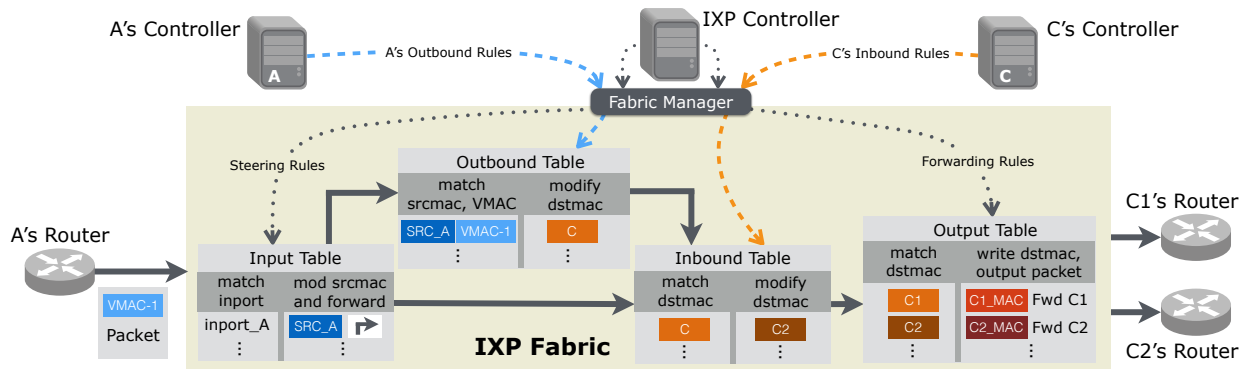 A's Controller
IXP Controller
C's Controller
A
C
A's Outbound Rules
C's Inbound Rules
Fabric Manager
Steering Rules
Forwarding Rules
Outbound Table
match
srcmac, VMAC
modify
dstmac
SRC_A
VMAC-1
C
⋮
⋮
A's Router
VMAC-1
Packet
Input Table
match
inport
mod srcmac
and forward
inport_A
SRC_A
⋮
⋮
Inbound Table
match
dstmac
modify
dstmac
C
C2
⋮
⋮
Output Table
match
dstmac
write dstmac,
output packet
C1
C1_MAC Fwd C1
C2
C2_MAC Fwd C2
⋮
⋮
C1's Router
C2's Router
IXP Fabric